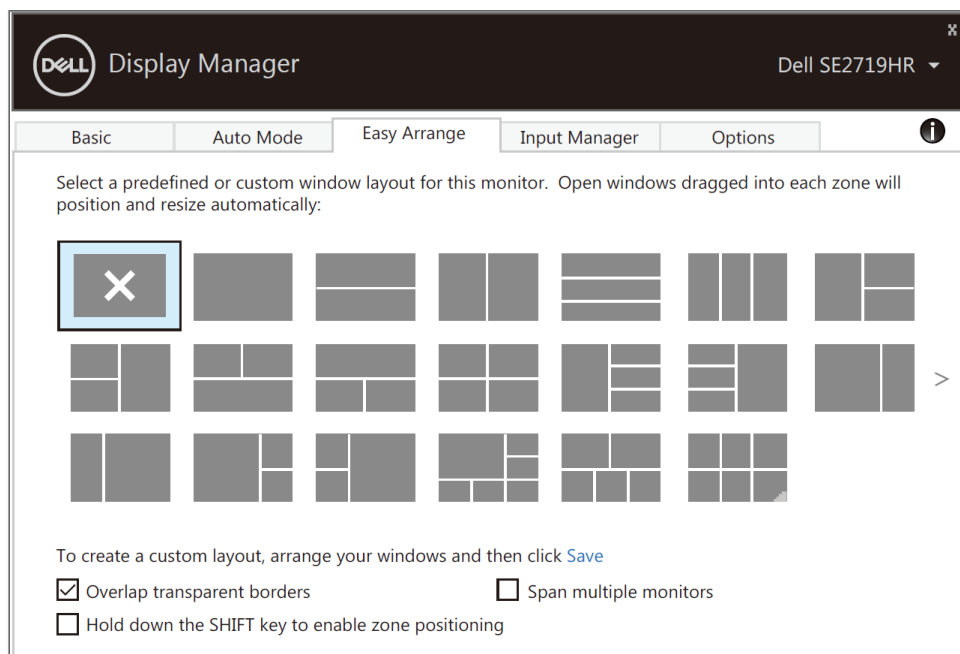 x
DELL Display Manager
Dell SE2719HR
Basic Auto Mode Easy Arrange Input Manager Options i
Select a predefined or custom window layout for this monitor.  Open windows dragged into each zone will
position and resize automatically:
>
To create a custom layout, arrange your windows and then click Save
Overlap transparent borders
Span multiple monitors
Hold down the SHIFT key to enable zone positioning